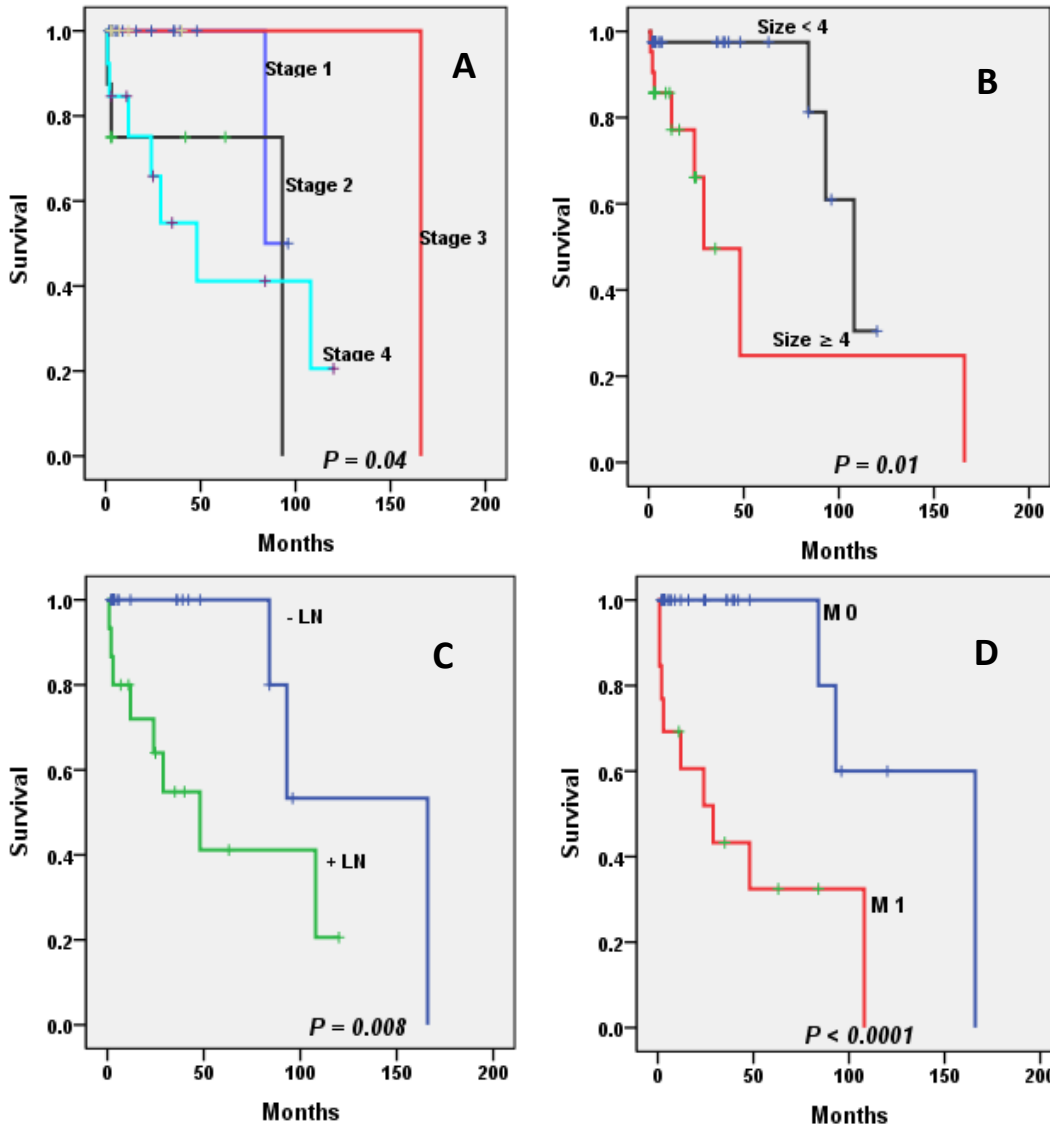 A
1.0
0.8
0.6
0.4
0.2
0.0
Survival
Stage 1
Stage 2
Stage 3
Stage 4
P = 0.04
0 50 100 150 200
Months
B
1.0
0.8
0.6
0.4
0.2
0.0
Survival
Size < 4
Size ≥ 4
P = 0.01
0 50 100 150 200
Months
C
1.0
0.8
0.6
0.4
0.2
0.0
Survival
- LN
+ LN
P = 0.008
0 50 100 150 200
Months
D
1.0
0.8
0.6
0.4
0.2
0.0
Survival
M 0
M 1
P < 0.0001
0 50 100 150 200
Months